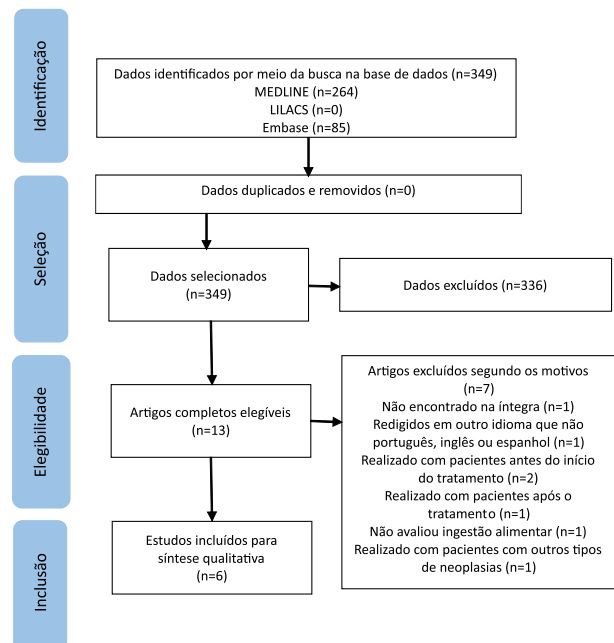 Identificação
Dados identificados por meio da busca na base de dados (n=349)
MEDLINE (n=264)
LILACS (n=0)
Embase (n=85)
Seleção
Dados duplicados e removidos (n=0)
Dados selecionados
(n=349)
Dados excluídos (n=336)
Elegibilidade
Artigos completos elegíveis
(n=13)
Artigos excluídos segundo os motivos
(n=7)
Não encontrado na íntegra (n=1)
Redigidos em outro idioma que não
português, inglês ou espanhol (n=1)
Realizado com pacientes antes do início
do tratamento (n=2)
Realizado com pacientes após o
tratamento (n=1)
Não avaliou ingestão alimentar (n=1)
Realizado com pacientes com outros tipos
de neoplasias (n=1)
Inclusão
Estudos incluídos para
síntese qualitativa
(n=6)